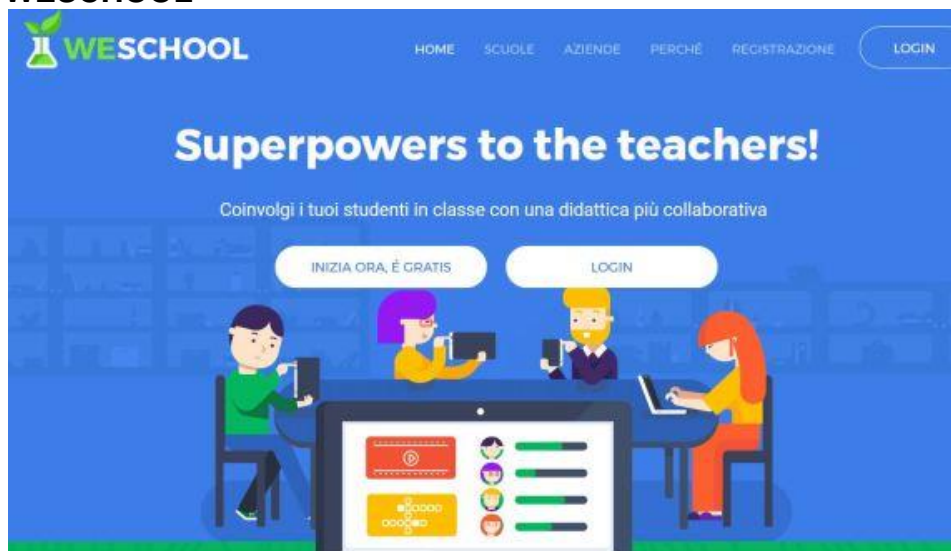 WESCHOOL
WESCHOOL
HOME SCUOLE AZIENDE PERCHÉ REGISTRAZIONE LOGIN
Superpowers to the teachers!
Coinvolgi i tuoi studenti in classe con una didattica più collaborativa
INIZIA ORA, É GRATIS LOGIN